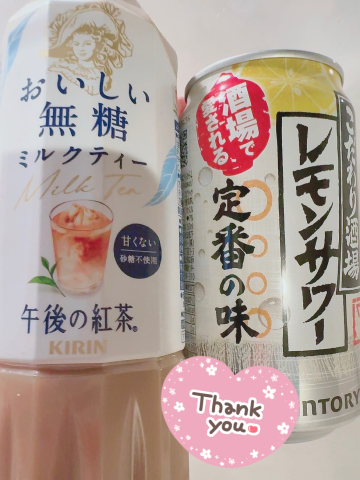 おいしい
無糖
ミルクティー
Milk Tea
甘くない
砂糖不使用
午後の紅茶®
KIRIN
酒場で
愛される、
定番の味
こだわり酒場
レモンサワー
SUNTORY
Thank
you